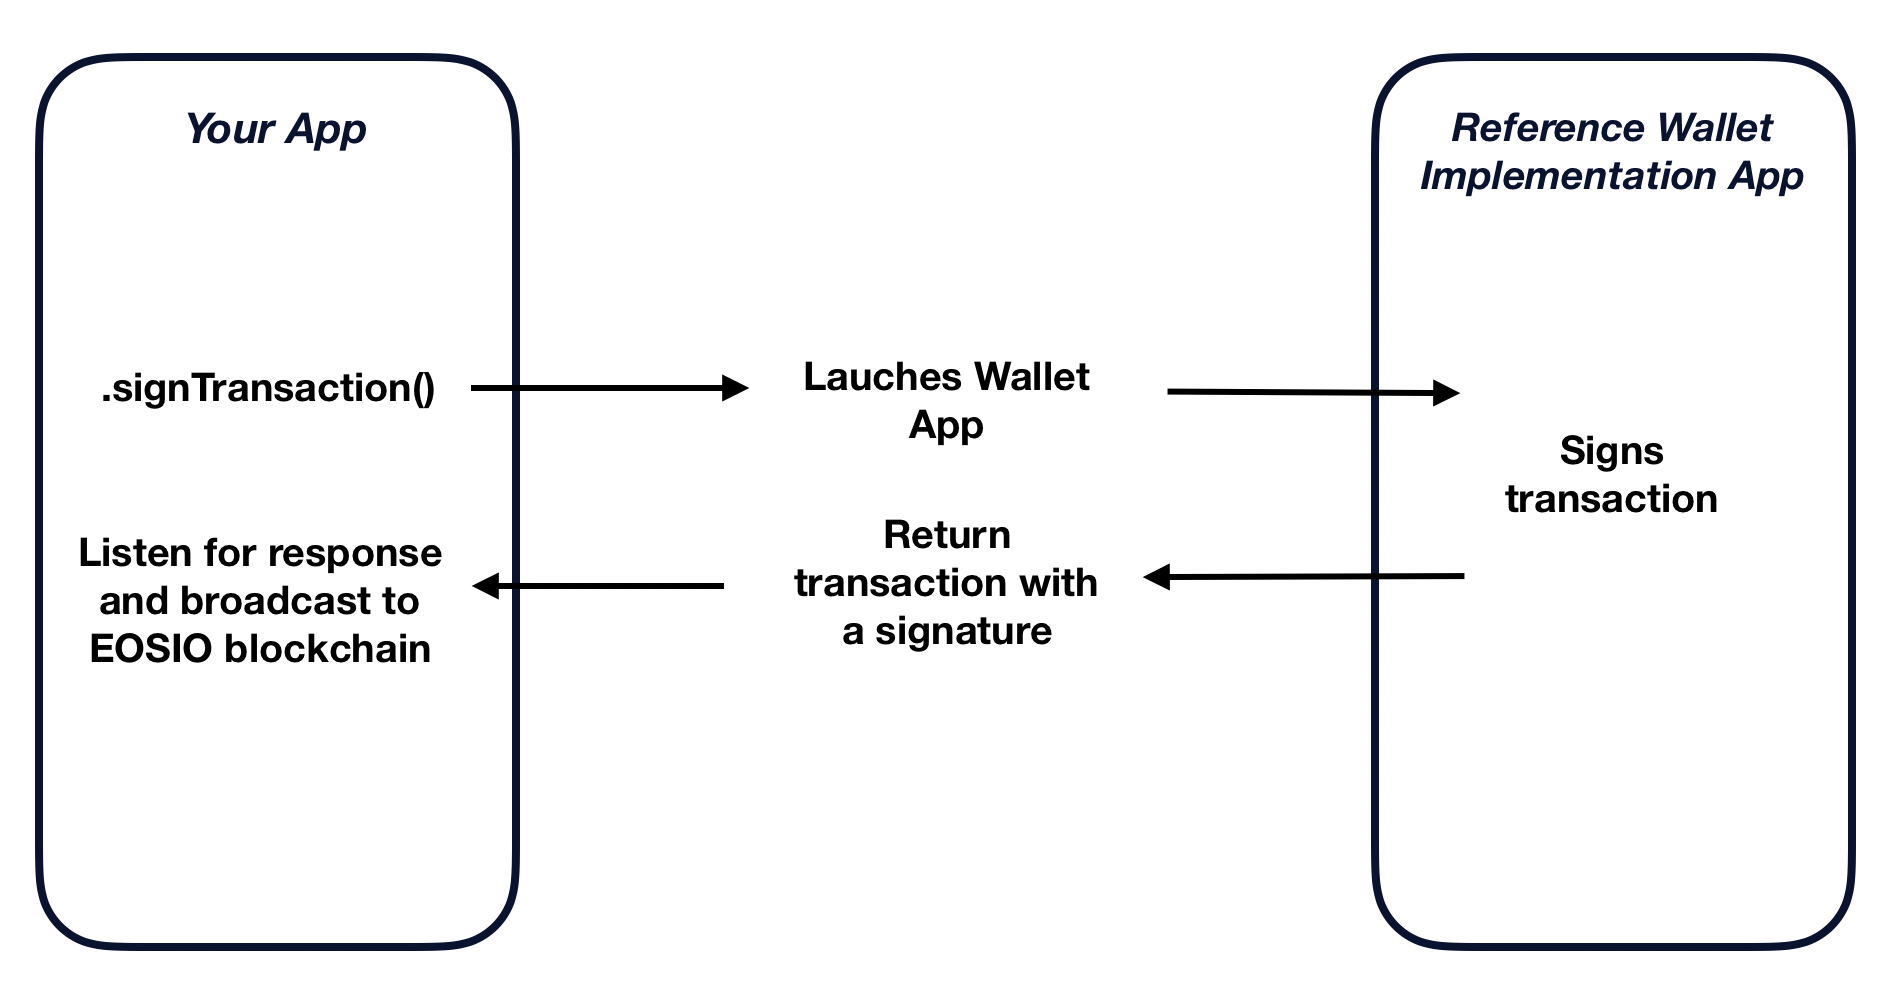 Your App
Reference Wallet
Implementation App
.signTransaction()
Lauches Wallet
App
Signs
transaction
Return
transaction with
a signature
Listen for response
and broadcast to
EOSIO blockchain